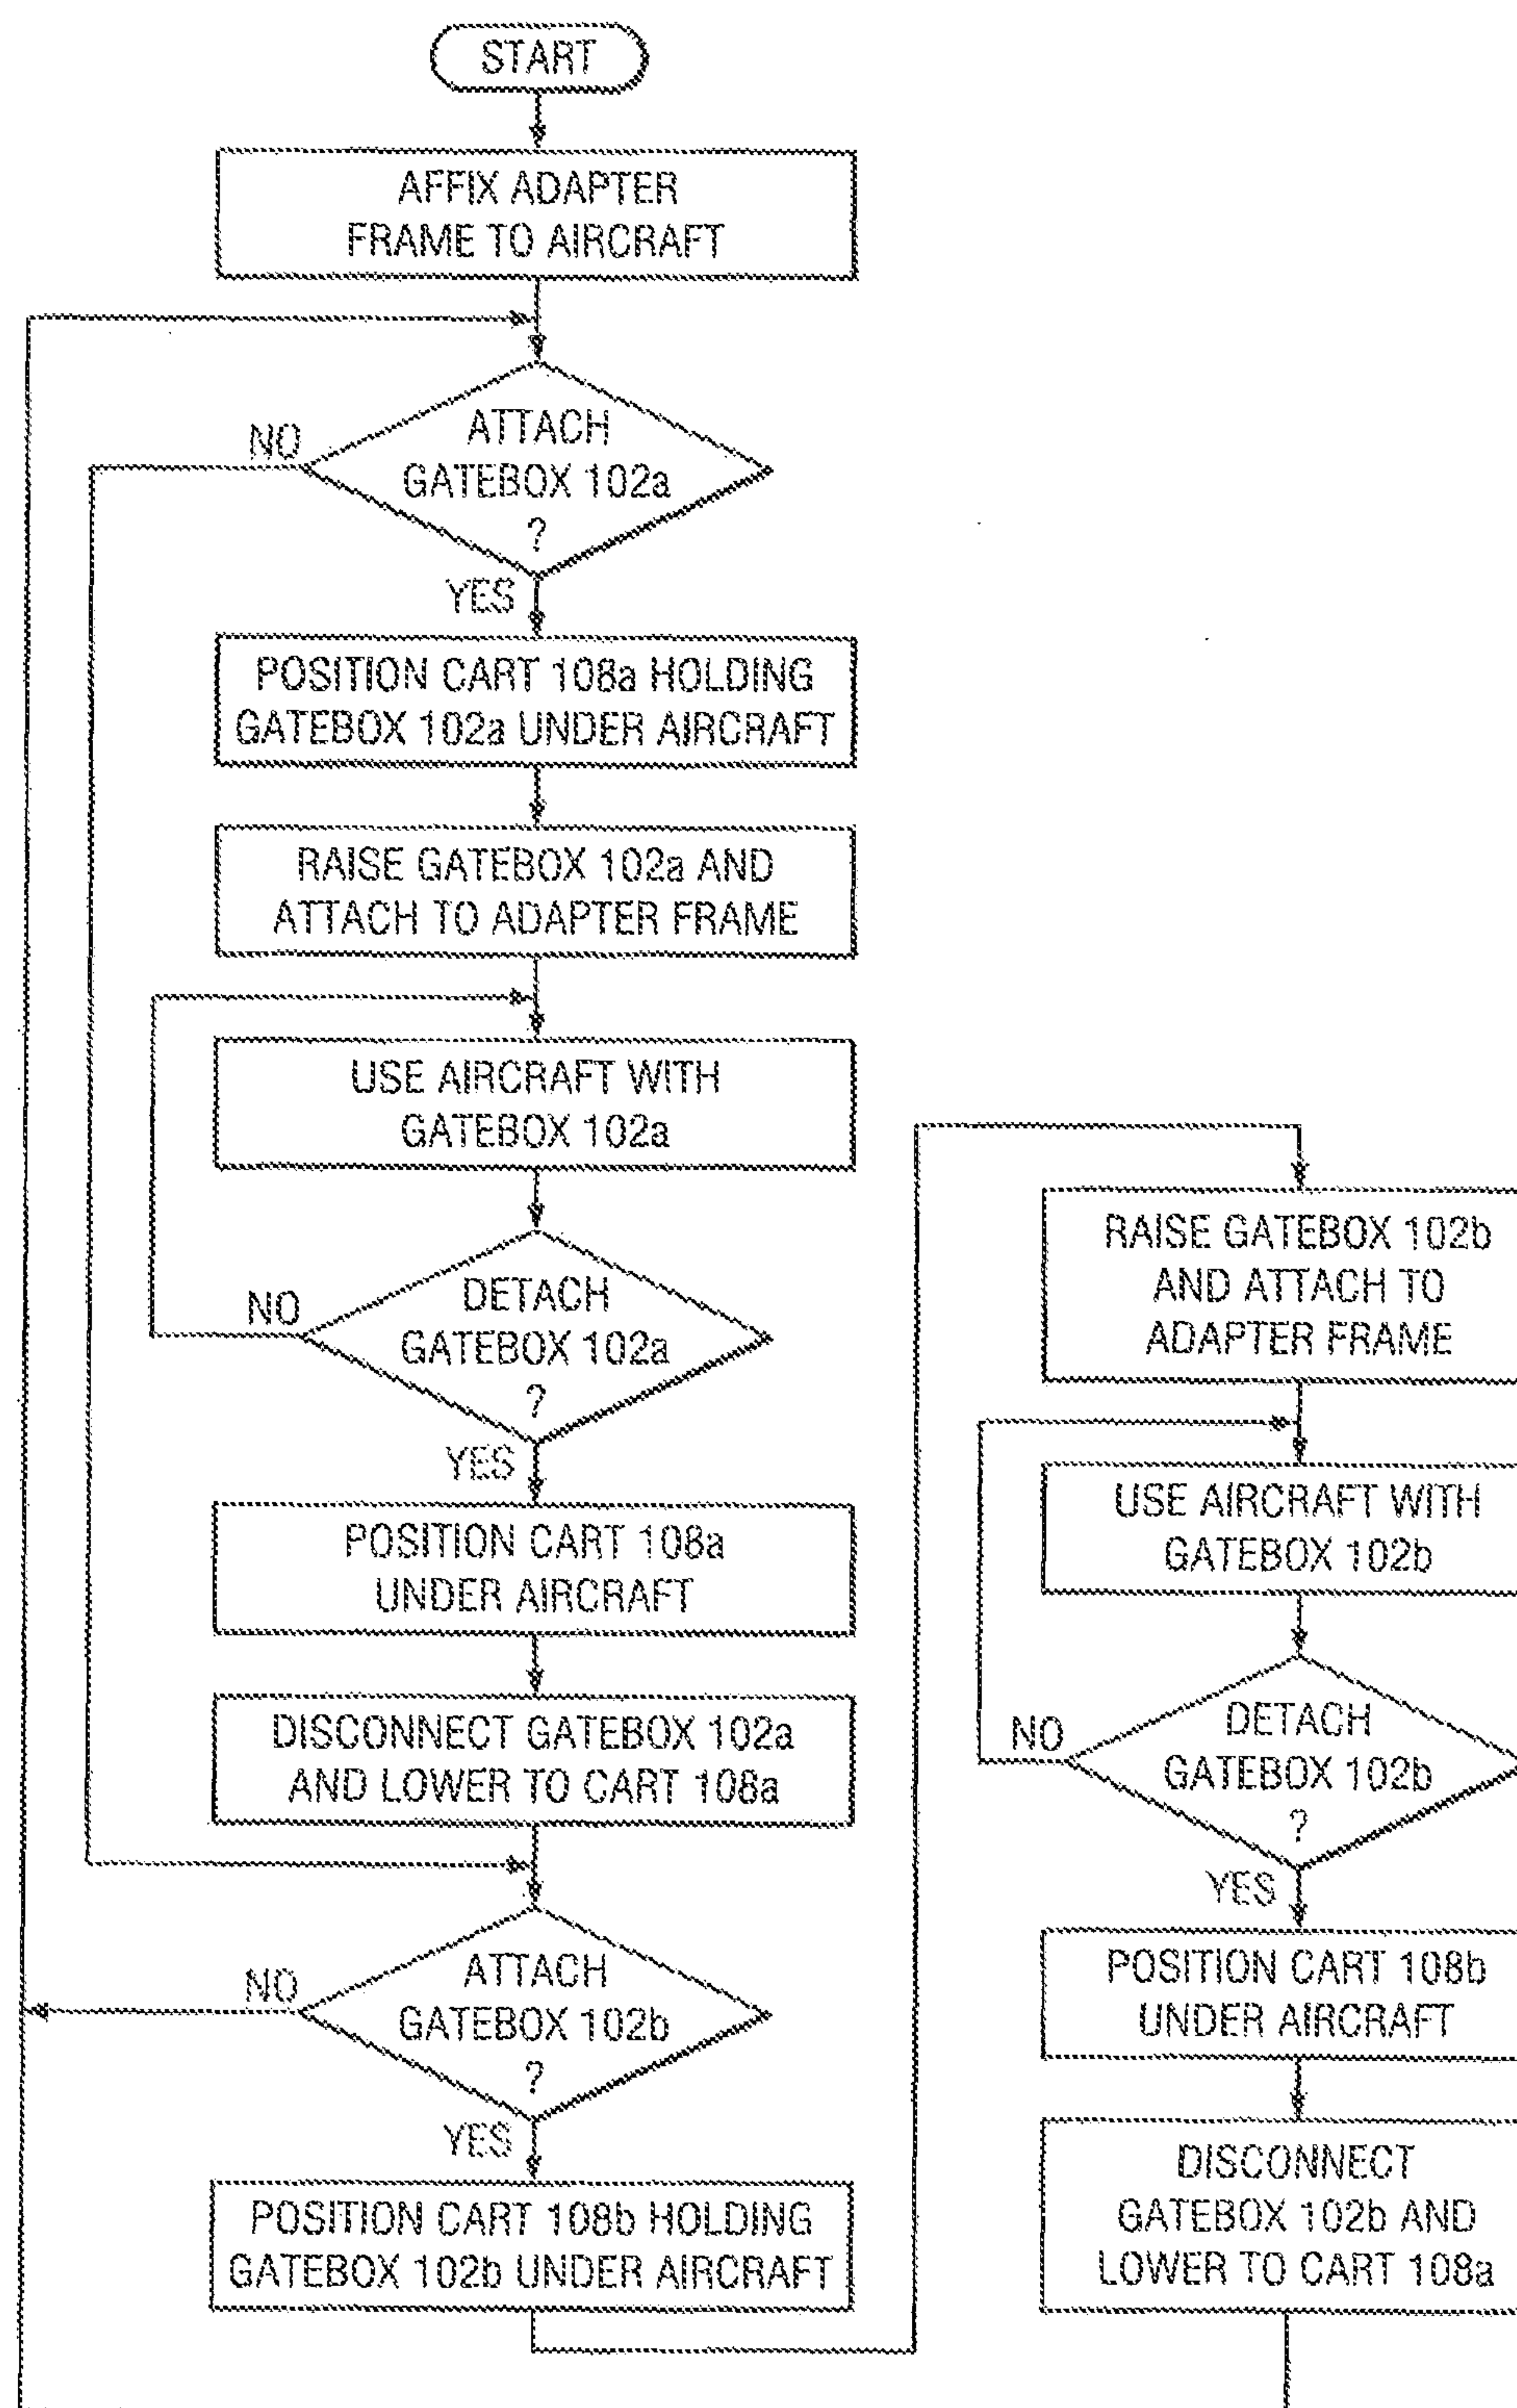 START
AFFIX ADAPTER
FRAME TO AIRCRAFT
NO
ATTACH
GATEBOX 102a
?
YES
POSITION CART 108a HOLDING
GATEBOX 102a UNDER AIRCRAFT
RAISE GATEBOX 102a AND
ATTACH TO ADAPTER FRAME
USE AIRCRAFT WITH
GATEBOX 102a
NO
DETACH
GATEBOX 102a
?
YES
POSITION CART 108a
UNDER AIRCRAFT
DISCONNECT GATEBOX 102a
AND LOWER TO CART 108a
NO
ATTACH
GATEBOX 102b
?
YES
POSITION CART 108b HOLDING
GATEBOX 102b UNDER AIRCRAFT
RAISE GATEBOX 102b
AND ATTACH TO
ADAPTER FRAME
USE AIRCRAFT WITH
GATEBOX 102b
NO
DETACH
GATEBOX 102b
?
YES
POSITION CART 108b
UNDER AIRCRAFT
DISCONNECT
GATEBOX 102b AND
LOWER TO CART 108a